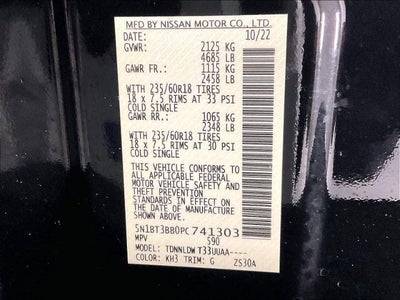 MFD BY NISSAN MOTOR CO., LTD.
DATE: 10/22
GVWR: 2125 KG
4685 LB
GAWR FR.: 1115 KG
2458 LB
WITH 235/60R18 TIRES
18 x 7.5 RIMS AT 33 PSI
COLD SINGLE
GAWR RR.: 1065 KG
2348 LB
WITH 235/60R18 TIRES
18 x 7.5 RIMS AT 30 PSI
COLD SINGLE
THIS VEHICLE CONFORMS TO
ALL APPLICABLE FEDERAL
MOTOR VEHICLE SAFETY AND
THEFT PREVENTION
STANDARDS IN EFFECT ON THE
DATE OF MANUFACTURE
SHOWN ABOVE.
5N1BT3BB0PC741303
MPV 590
MODEL: TDNNLDWT33UUAA----
COLOR: KH3 TRIM: G ZS30A